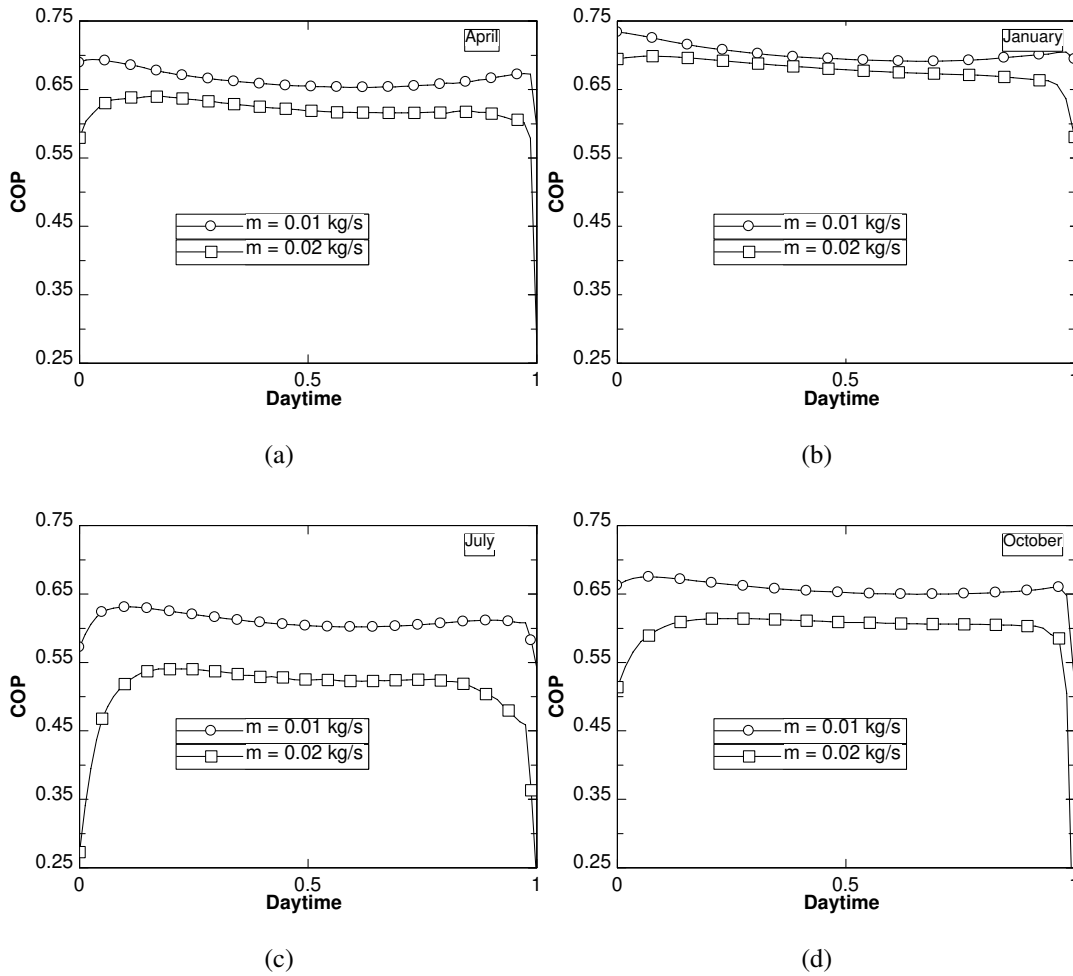 0.75
0.65
0.55
0.45
0.35
0.25
COP
April
m = 0.01 kg/s
m = 0.02 kg/s
0
0.5
1
Daytime
(a)
0.75
0.65
0.55
0.45
0.35
0.25
COP
January
m = 0.01 kg/s
m = 0.02 kg/s
0
0.5
1
Daytime
(b)
0.75
0.65
0.55
0.45
0.35
0.25
COP
July
m = 0.01 kg/s
m = 0.02 kg/s
0
0.5
1
Daytime
(c)
0.75
0.65
0.55
0.45
0.35
0.25
COP
October
m = 0.01 kg/s
m = 0.02 kg/s
0
0.5
1
Daytime
(d)